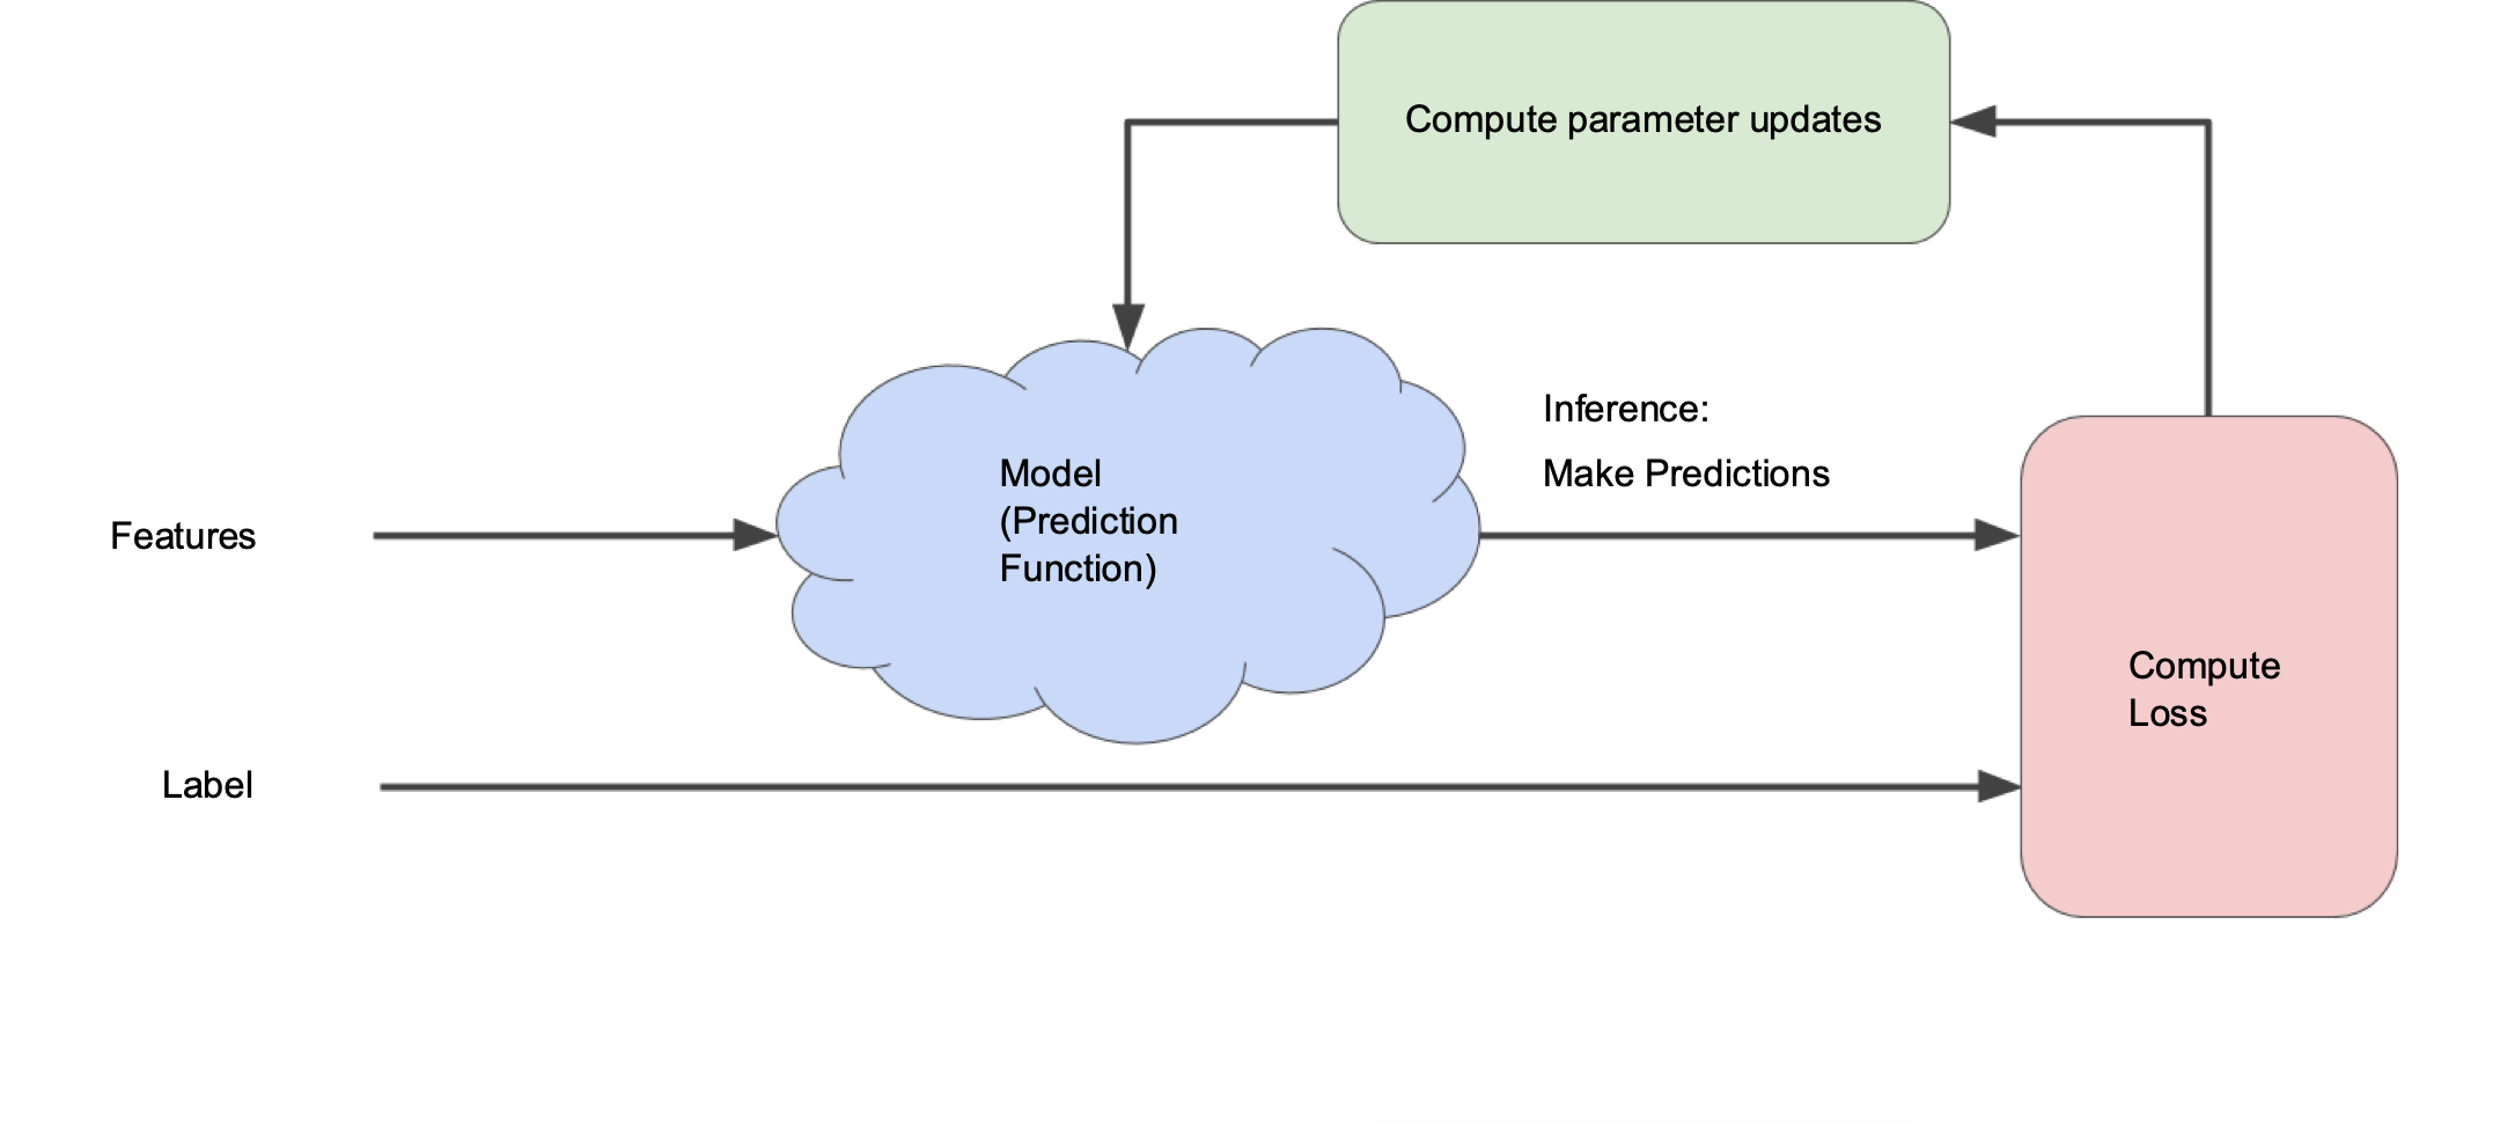 Compute parameter updates
Inference:
Make Predictions
Model
(Prediction
Function)
Features
Compute
Loss
Label